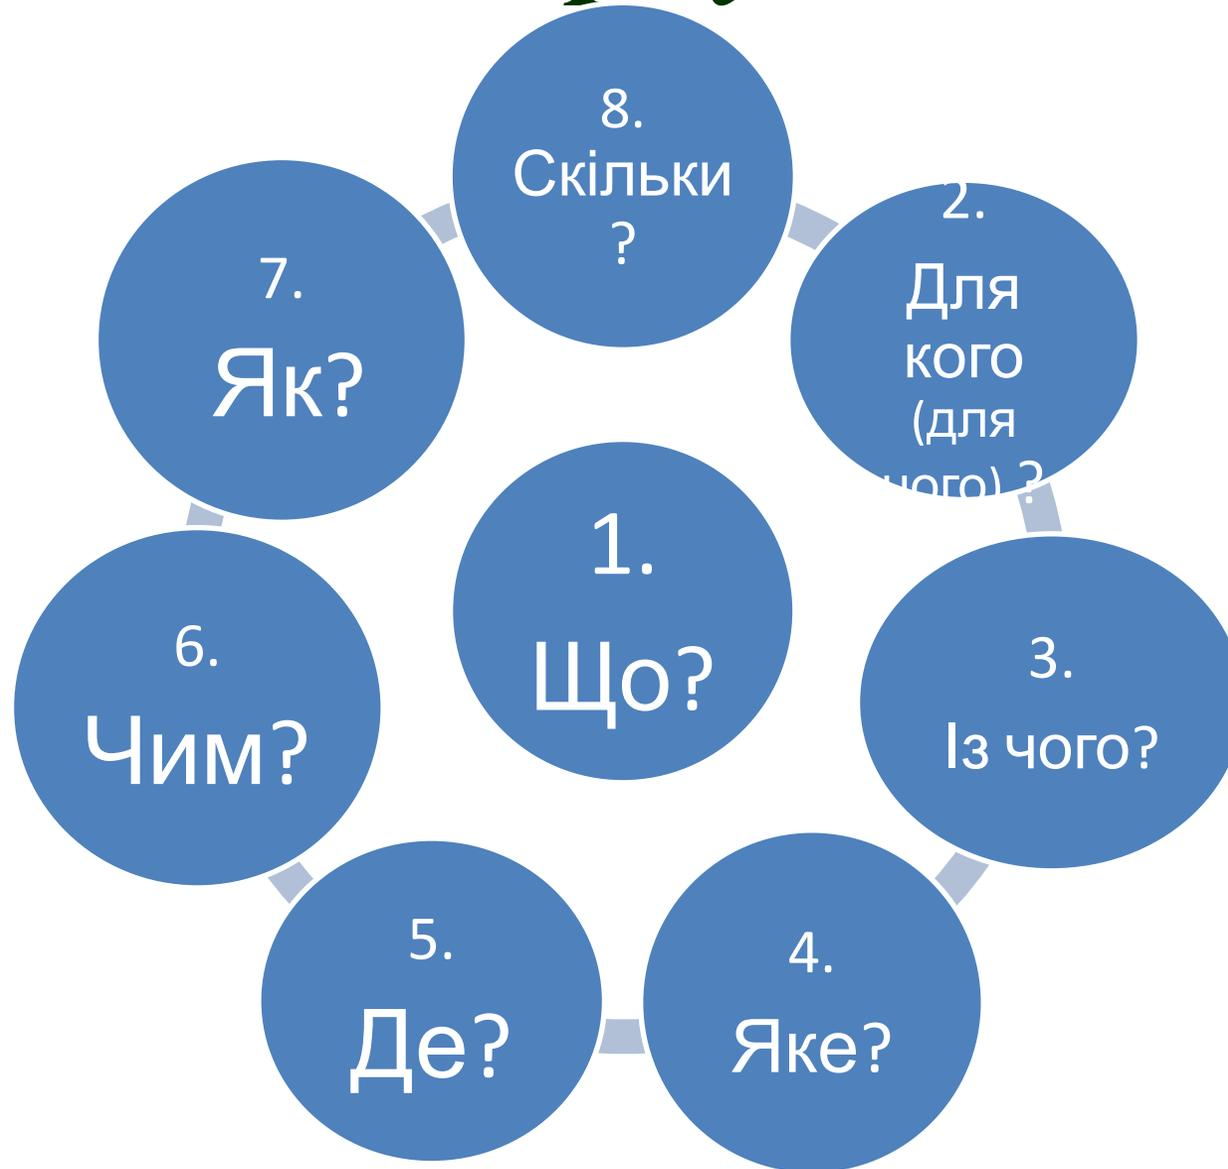 1.
Що?
2.
Для
кого
(для
чого) ?
3.
Із чого?
4.
Яке?
5.
Де?
6.
Чим?
7.
Як?
8.
Скільки
?